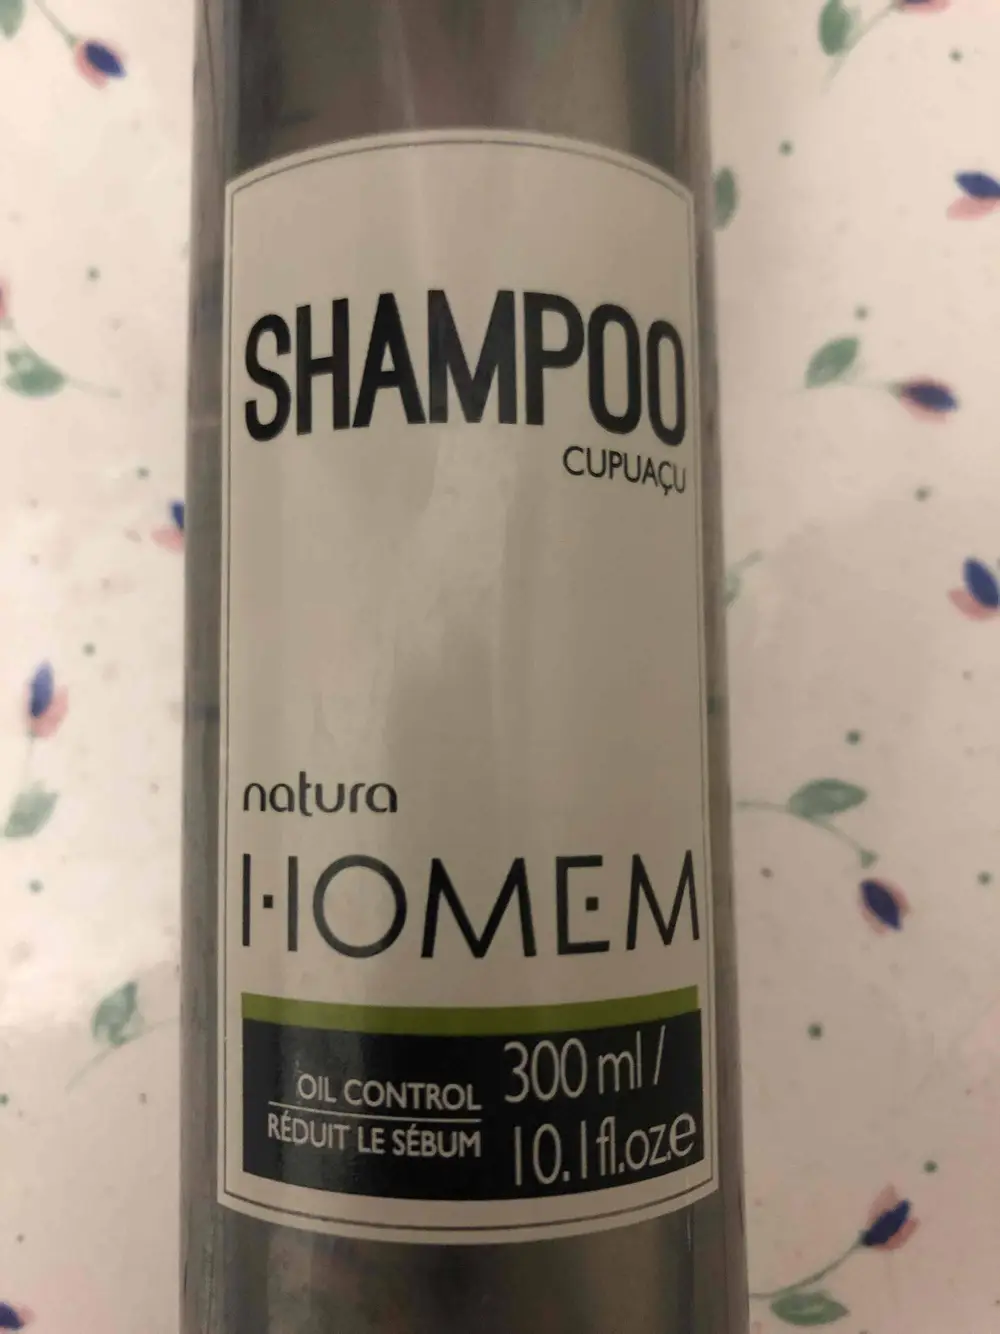 SHAMPOO
CUPUAÇU
natura
HOMEM
OIL CONTROL
RÉDUIT LE SÉBUM
300 ml /
10.1 fl.oz.e